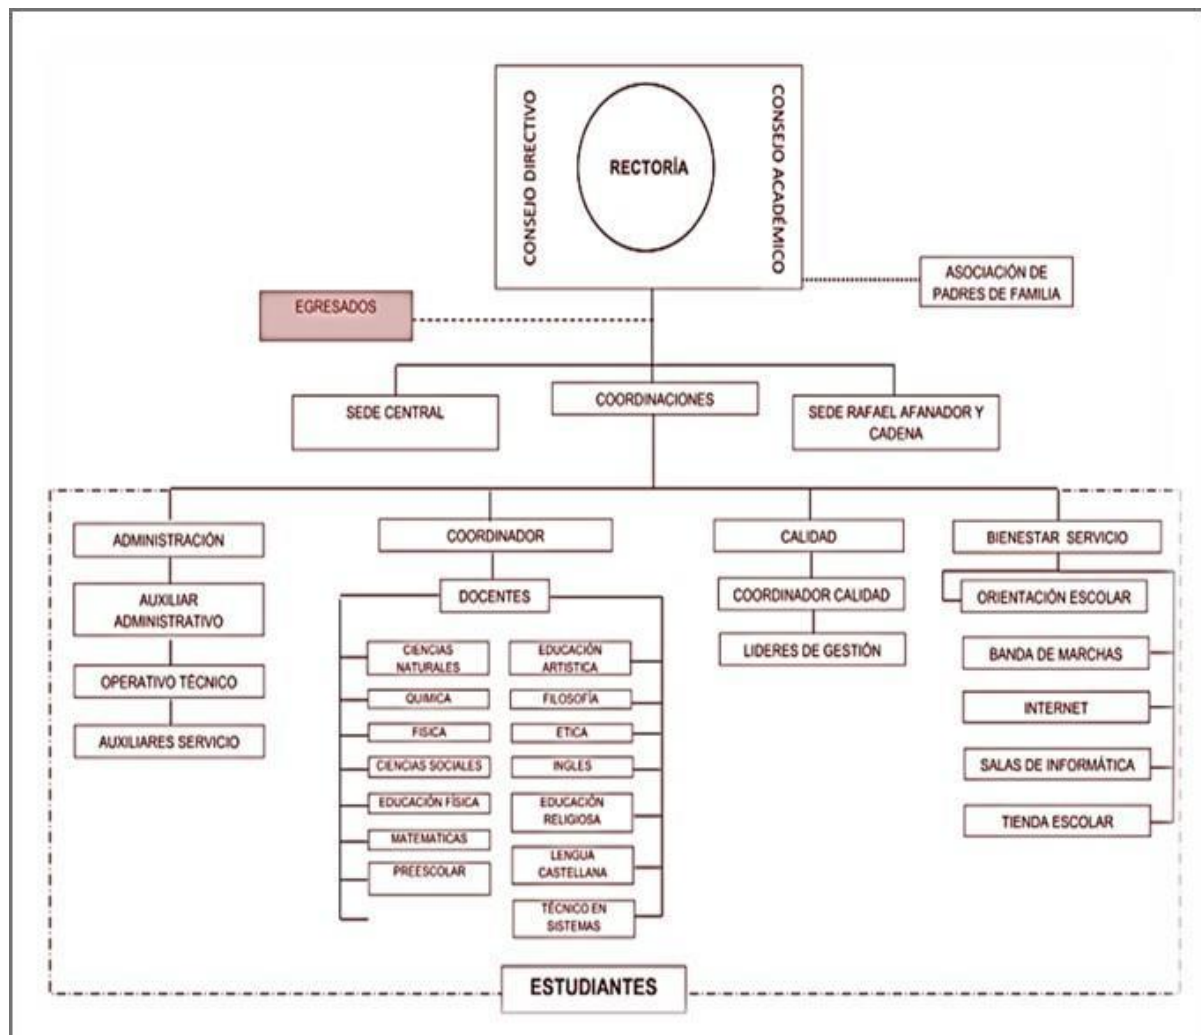 CONSEJO DIRECTIVO
RECTORÍA
CONSEJO ACADÉMICO
ASOCIACIÓN DE
PADRES DE FAMILIA
EGRESADOS
SEDE CENTRAL
COORDINACIONES
SEDE RAFAEL AFANADOR Y
CADENA
ADMINISTRACIÓN
AUXILIAR
ADMINISTRATIVO
OPERATIVO TÉCNICO
AUXILIARES SERVICIO
COORDINADOR
DOCENTES
CIENCIAS
NATURALES
QUIMICA
FISICA
CIENCIAS SOCIALES
EDUCACIÓN FÍSICA
MATEMATICAS
PREESCOLAR
EDUCACIÓN
ARTISTICA
FILOSOFÍA
ETICA
INGLES
EDUCACIÓN
RELIGIOSA
LENGUA
CASTELLANA
TÉCNICO EN
SISTEMAS
CALIDAD
COORDINADOR CALIDAD
LIDERES DE GESTIÓN
BIENESTAR SERVICIO
ORIENTACIÓN ESCOLAR
BANDA DE MARCHAS
INTERNET
SALAS DE INFORMÁTICA
TIENDA ESCOLAR
ESTUDIANTES